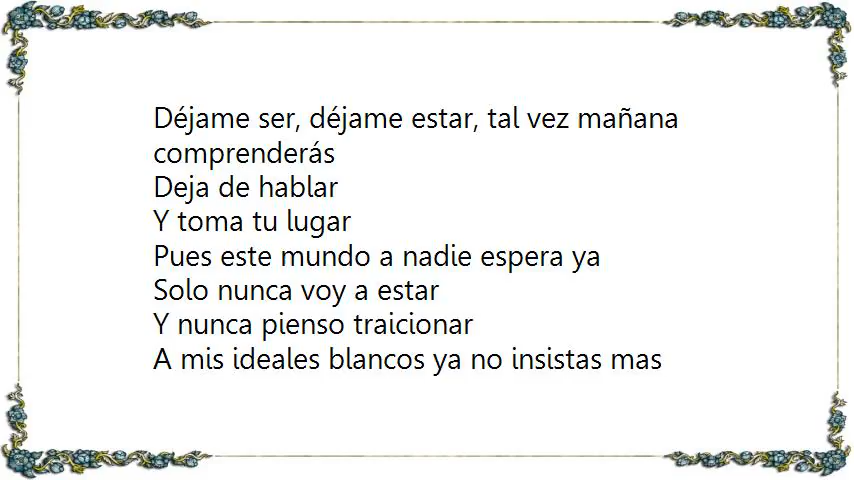 Déjame ser, déjame estar, tal vez mañana
comprenderás
Deja de hablar
Y toma tu lugar
Pues este mundo a nadie espera ya
Solo nunca voy a estar
Y nunca pienso traicionar
A mis ideales blancos ya no insistas mas